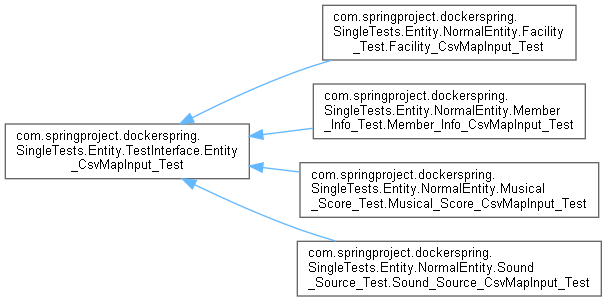 com.springproject.dockerspring.
SingleTests.Entity.NormalEntity.Facility
_Test.Facility_CsvMapInput_Test
com.springproject.dockerspring.
SingleTests.Entity.NormalEntity.Member
_Info_Test.Member_Info_CsvMapInput_Test
com.springproject.dockerspring.
SingleTests.Entity.TestInterface.Entity
_CsvMapInput_Test
com.springproject.dockerspring.
SingleTests.Entity.NormalEntity.Musical
_Score_Test.Musical_Score_CsvMapInput_Test
com.springproject.dockerspring.
SingleTests.Entity.NormalEntity.Sound
_Source_Test.Sound_Source_CsvMapInput_Test